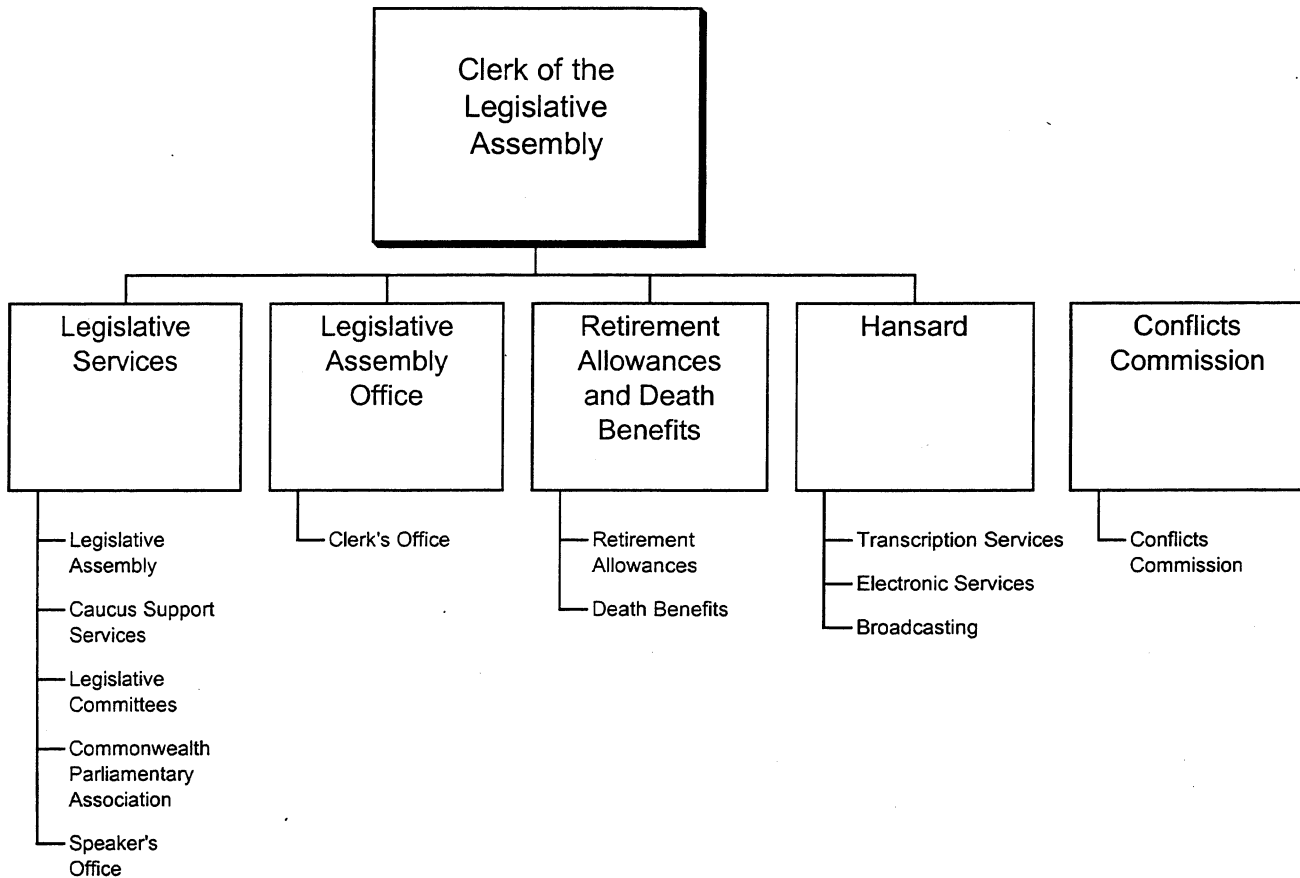 Clerk of the
Legislative
Assembly
Legislative
Services
Legislative
Assembly
Office
Retirement
Allowances
and Death
Benefits
Hansard
Conflicts
Commission
Legislative
Assembly
Caucus Support
Services
Legislative
Committees
Commonwealth
Parliamentary
Association
Speaker's
Office
Clerk's Office
Retirement
Allowances
Death Benefits
Transcription Services
Electronic Services
Broadcasting
Conflicts
Commission